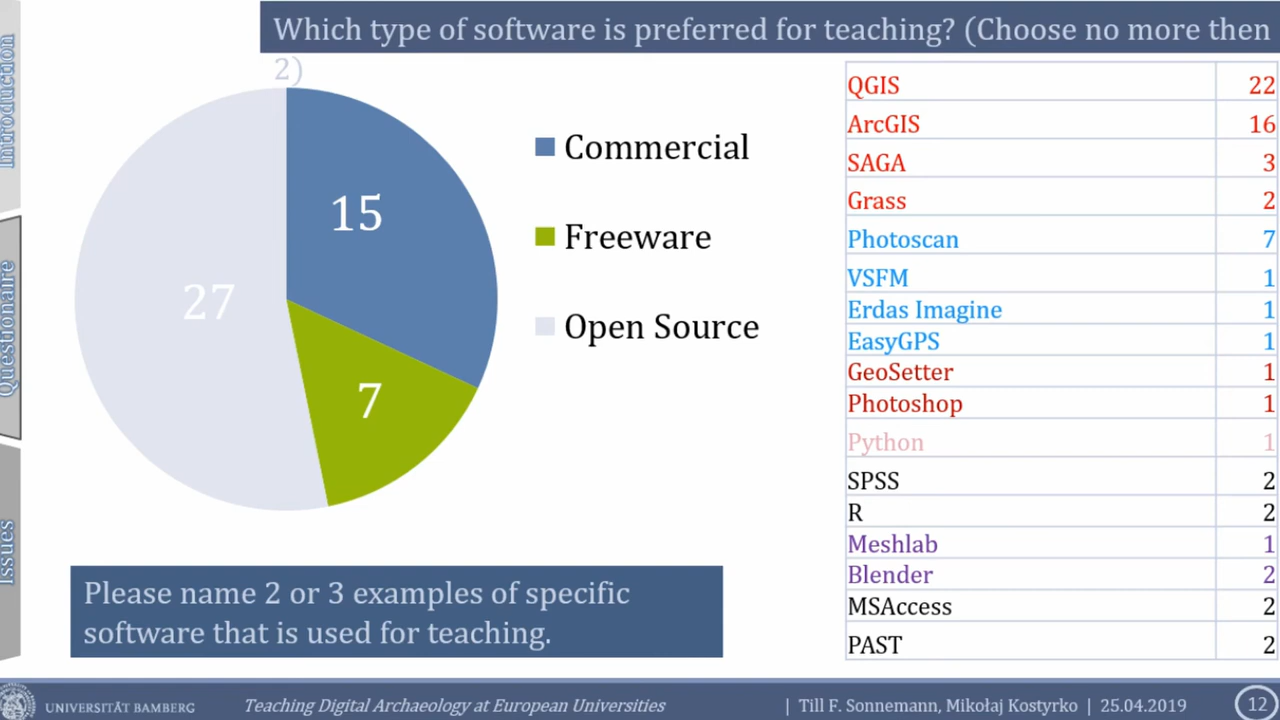 Which type of software is preferred for teaching? (Choose no more then
2)
Introduction
Questionaire
Issues
15
7
27
Commercial
Freeware
Open Source
QGIS 22
ArcGIS 16
SAGA 3
Grass 2
Photoscan 7
VSFM 1
Erdas Imagine 1
EasyGPS 1
GeoSetter 1
Photoshop 1
Python 1
SPSS 2
R 2
Meshlab 1
Blender 2
MSAccess 2
PAST 2
Please name 2 or 3 examples of specific
software that is used for teaching.
UNIVERSITÄT BAMBERG
Teaching Digital Archaeology at European Universities
| Till F. Sonnemann, Mikołaj Kostyrko | 25.04.2019
12